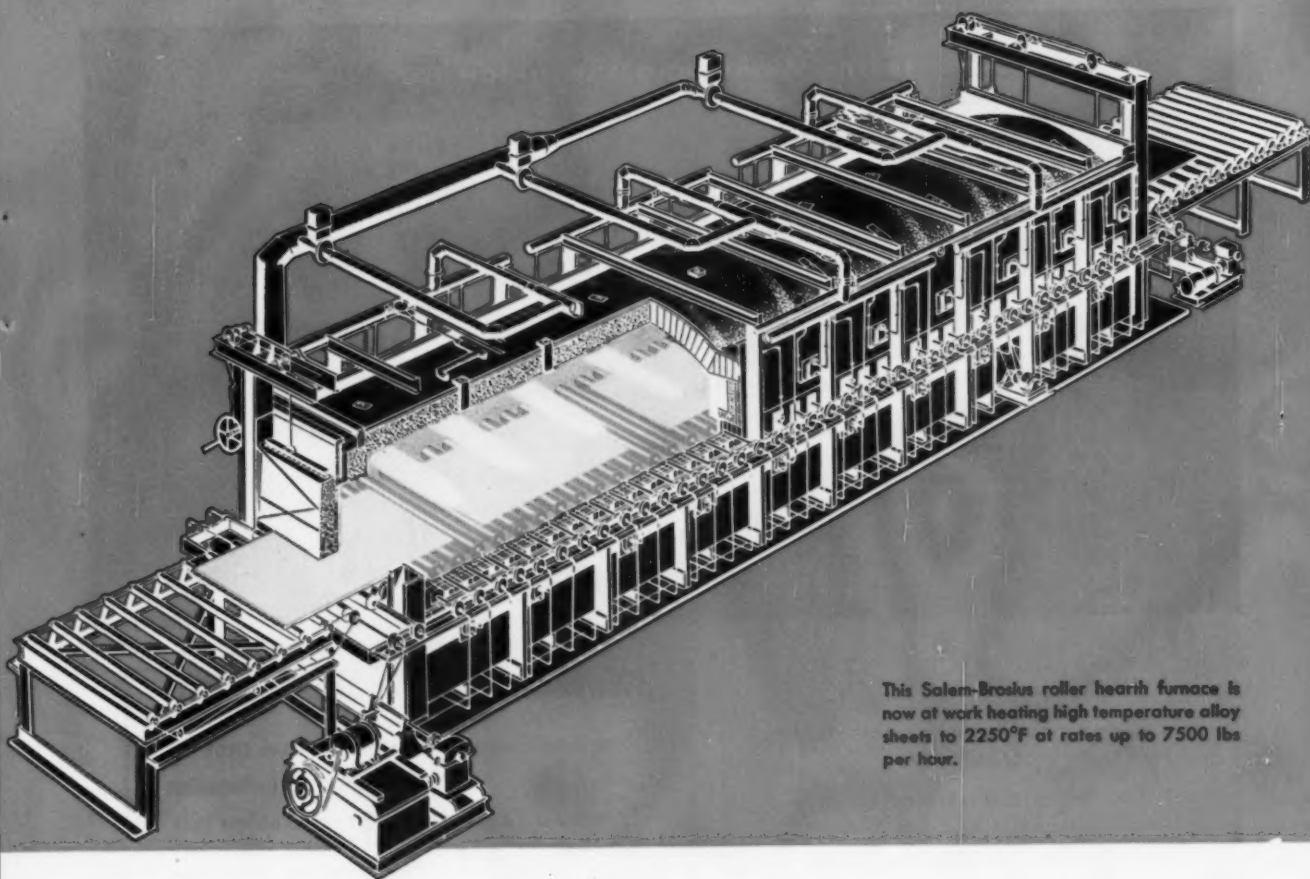 This Salem-Brosius roller hearth furnace is
now at work heating high temperature alloy
sheets to 2250°F at rates up to 7500 lbs
per hour.